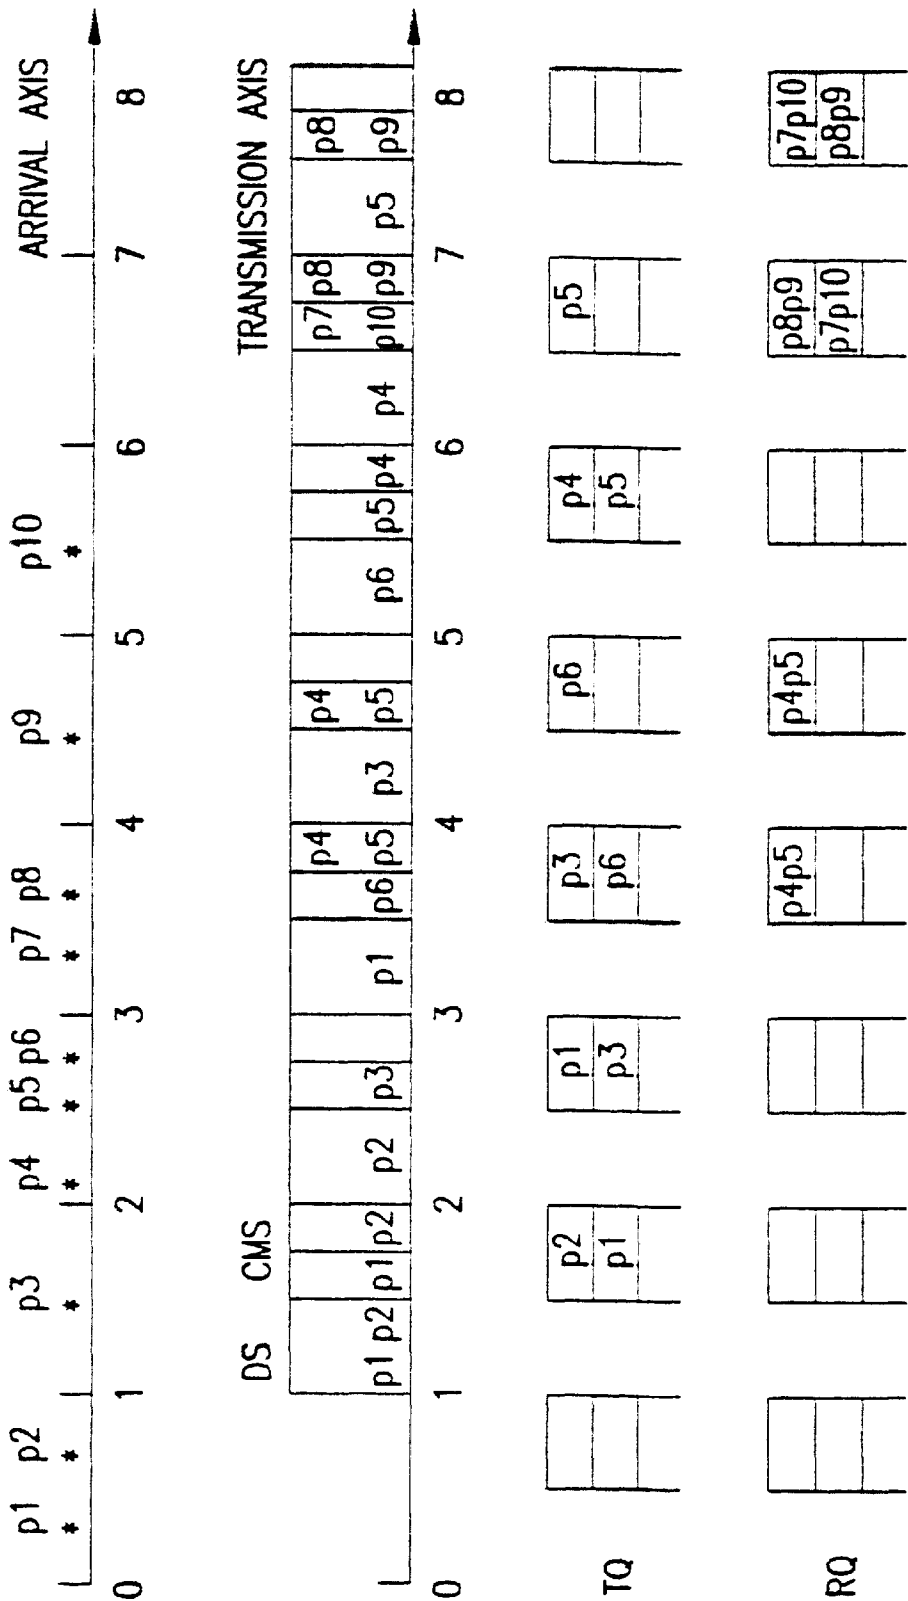 p1 p2 p3 p4 p5 p6 p7 p8 p9 p10
* * * * * * * * * *
ARRIVAL AXIS
0 1 2 3 4 5 6 7 8
DS CMS
TRANSMISSION AXIS
p4 p4 p7 p8 p8
p1 p2 p1 p2 p2 p3 p1 p6 p5 p3 p5 p6 p5 p4 p4 p10 p9 p5 p9
0 1 2 3 4 5 6 7 8
p2 p1 p3 p6 p4 p5
TQ
p1 p3 p6 p5
p8p9 p7p10
RQ
p4p5 p4p5
p7p10 p8p9